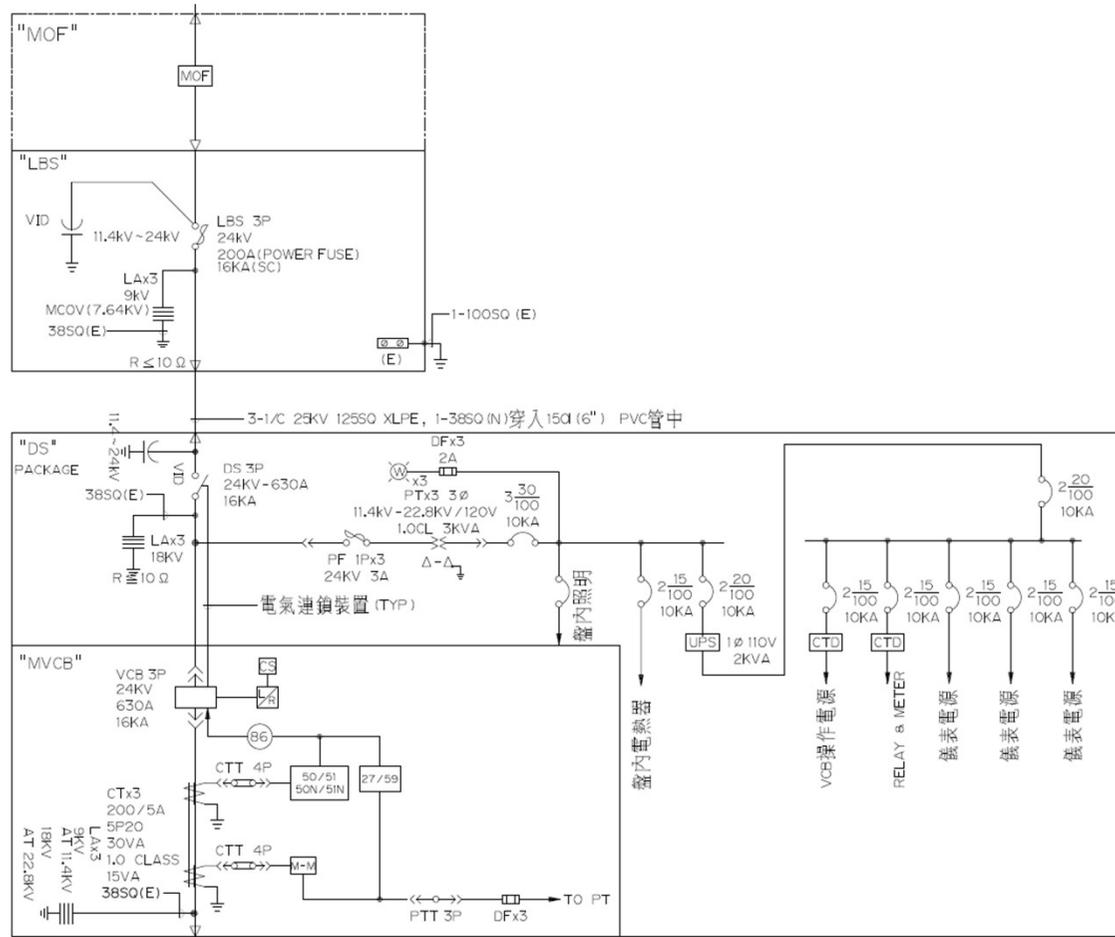 "MOF"
MOF
"LBS"
VID
11.4kV~24kV
LBS 3P
24kV
200A(POWER FUSE)
16KA(SC)
LAx3
9kV
MCOV(7.64KV)
38SQ(E)
R≦10Ω
1-100SQ(E)
(E)
3-1/C 25KV 125SQ XLPE, 1-38SQ(N)穿入150(6") PVC管中
"DS"
PACKAGE
11.4~24kV
VID
DS 3P
24KV-630A
16KA
38SQ(E)
LAx3
18KV
R≦10Ω
DFx3
2A
W
x3
PTx3 3Ø
11.4kV-22.8KV/120V
1.0CL 3KVA
Δ-Δ
PF 1Px3
24KV 3A
3 30/100
10KA
盤內照明
2 15/100
10KA
盤內電熱器
2 20/100
10KA
UPS
1Ø110V
2KVA
2 20/100
10KA
2 15/100
10KA
CTD
VCB操作電源
2 15/100
10KA
CTD
RELAY & METER
2 15/100
10KA
儀表電源
2 15/100
10KA
儀表電源
2 15
10KA
儀表電源
電氣連鎖裝置(TYP)
"MVCB"
VCB 3P
24KV
630A
16KA
CS
L/R
86
CTT 4P
50/51
50N/51N
27/59
CTx3
200/5A
5P20
30VA
1.0 CLASS
15VA
LAx3
9KV
AT 11.4KV
18KV
AT 22.8KV
38SQ(E)
CTT 4P
M-M
PTT 3P
DFx3
TO PT